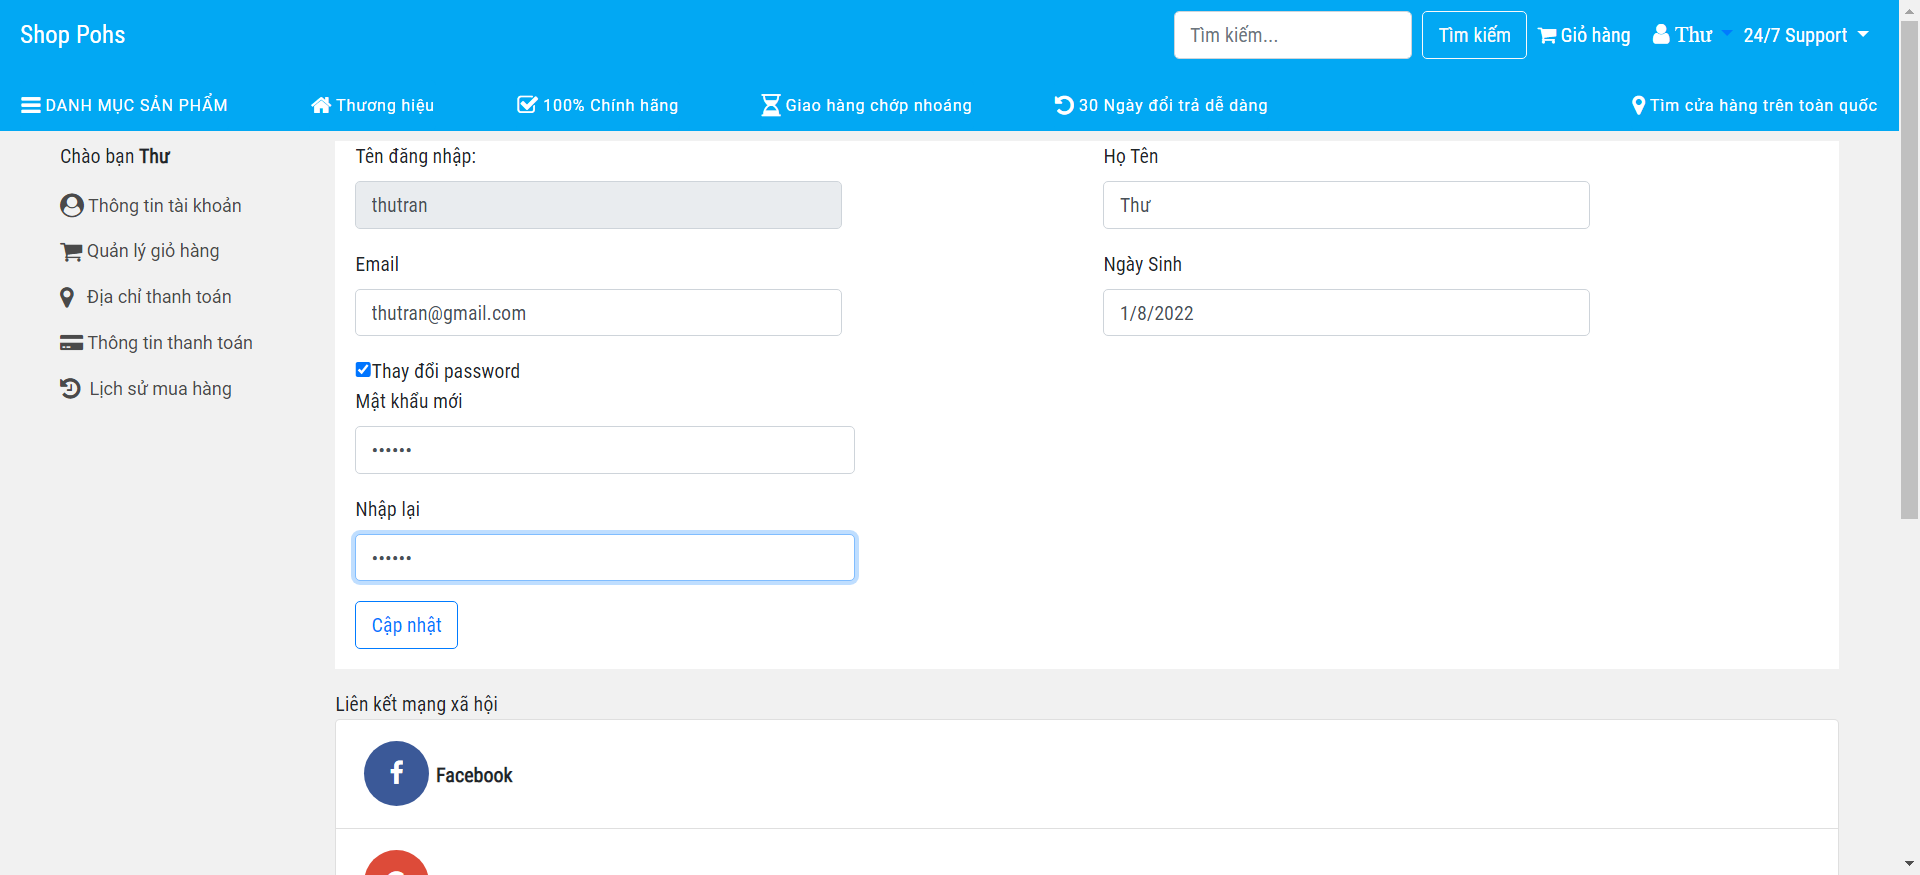 Shop Pohs
Tìm kiếm...
Tìm kiếm
Giỏ hàng
Thư
24/7 Support
DANH MỤC SẢN PHẨM
Thương hiệu
100% Chính hãng
Giao hàng chớp nhoáng
30 Ngày đổi trả dễ dàng
Tìm cửa hàng trên toàn quốc
Chào bạn Thư
Thông tin tài khoản
Quản lý giỏ hàng
Địa chỉ thanh toán
Thông tin thanh toán
Lịch sử mua hàng
Tên đăng nhập:
thutran
Họ Tên
Thư
Email
thutran@gmail.com
Ngày Sinh
1/8/2022
Thay đổi password
Mật khẩu mới
••••••
Nhập lại
••••••
Cập nhật
Liên kết mạng xã hội
Facebook